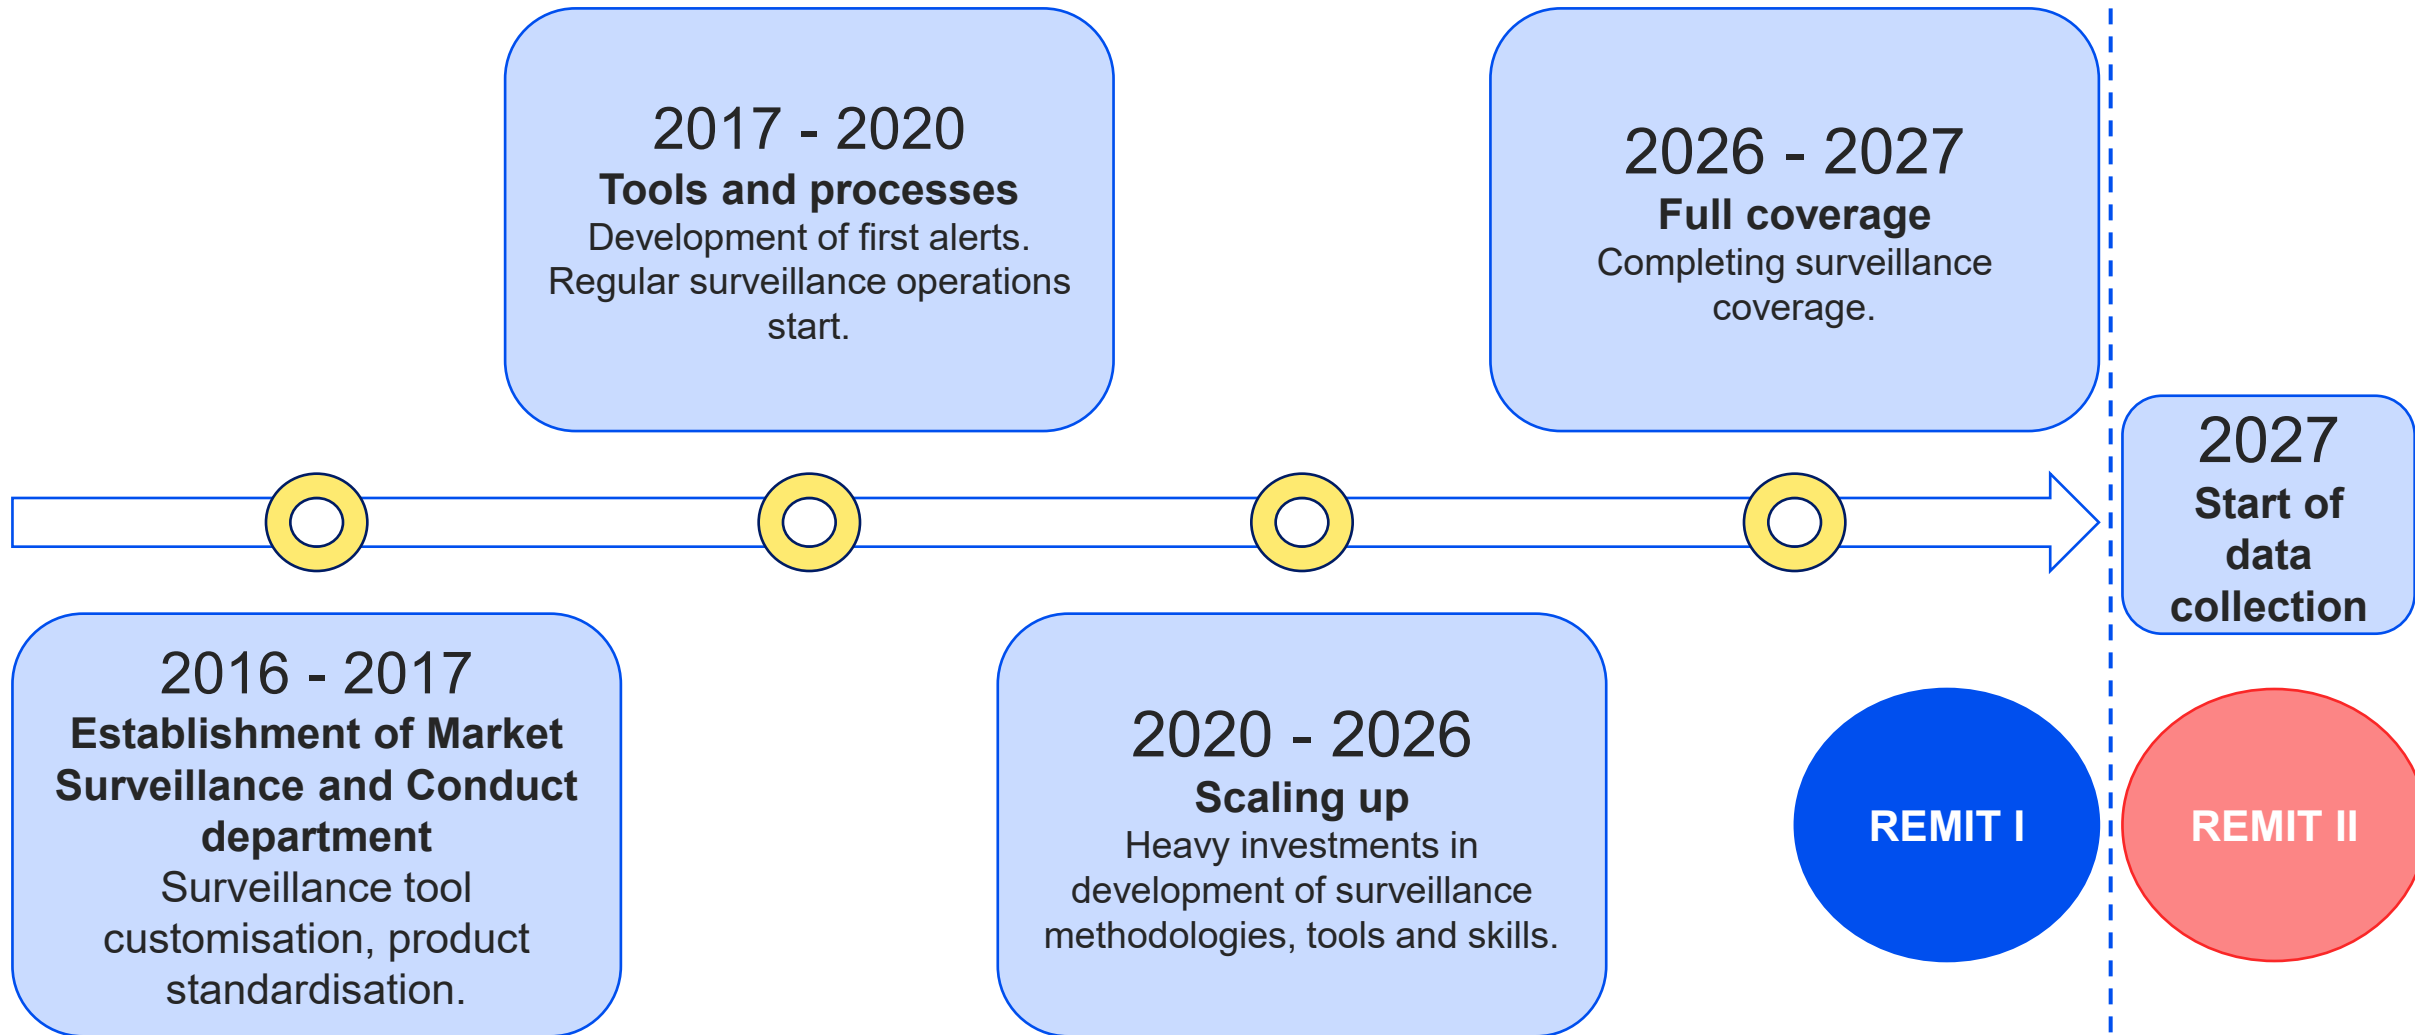 2017 - 2020
Tools and processes
Development of first alerts.
Regular surveillance operations
start.
2026 - 2027
Full coverage
Completing surveillance
coverage.
2027
Start of
data
collection
2016 - 2017
Establishment of Market
Surveillance and Conduct
department
Surveillance tool
customisation, product
standardisation.
2020 - 2026
Scaling up
Heavy investments in
development of surveillance
methodologies, tools and skills.
REMIT I
REMIT II